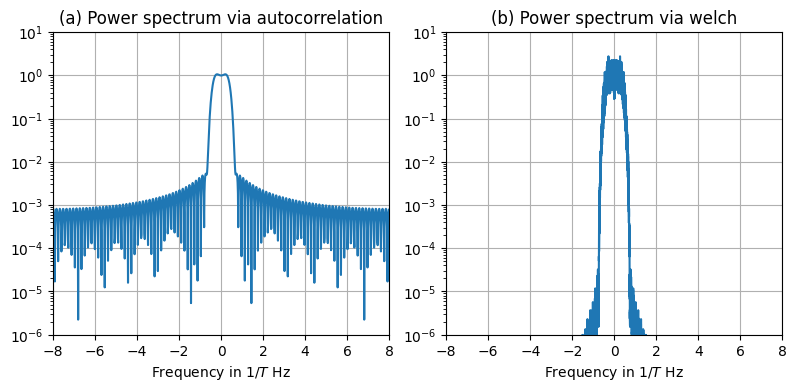 (a) Power spectrum via autocorrelation
10^1
10^0
10^-1
10^-2
10^-3
10^-4
10^-5
10^-6
-8 -6 -4 -2 0 2 4 6 8
Frequency in 1/T Hz
(b) Power spectrum via welch
10^1
10^0
10^-1
10^-2
10^-3
10^-4
10^-5
10^-6
-8 -6 -4 -2 0 2 4 6 8
Frequency in 1/T Hz